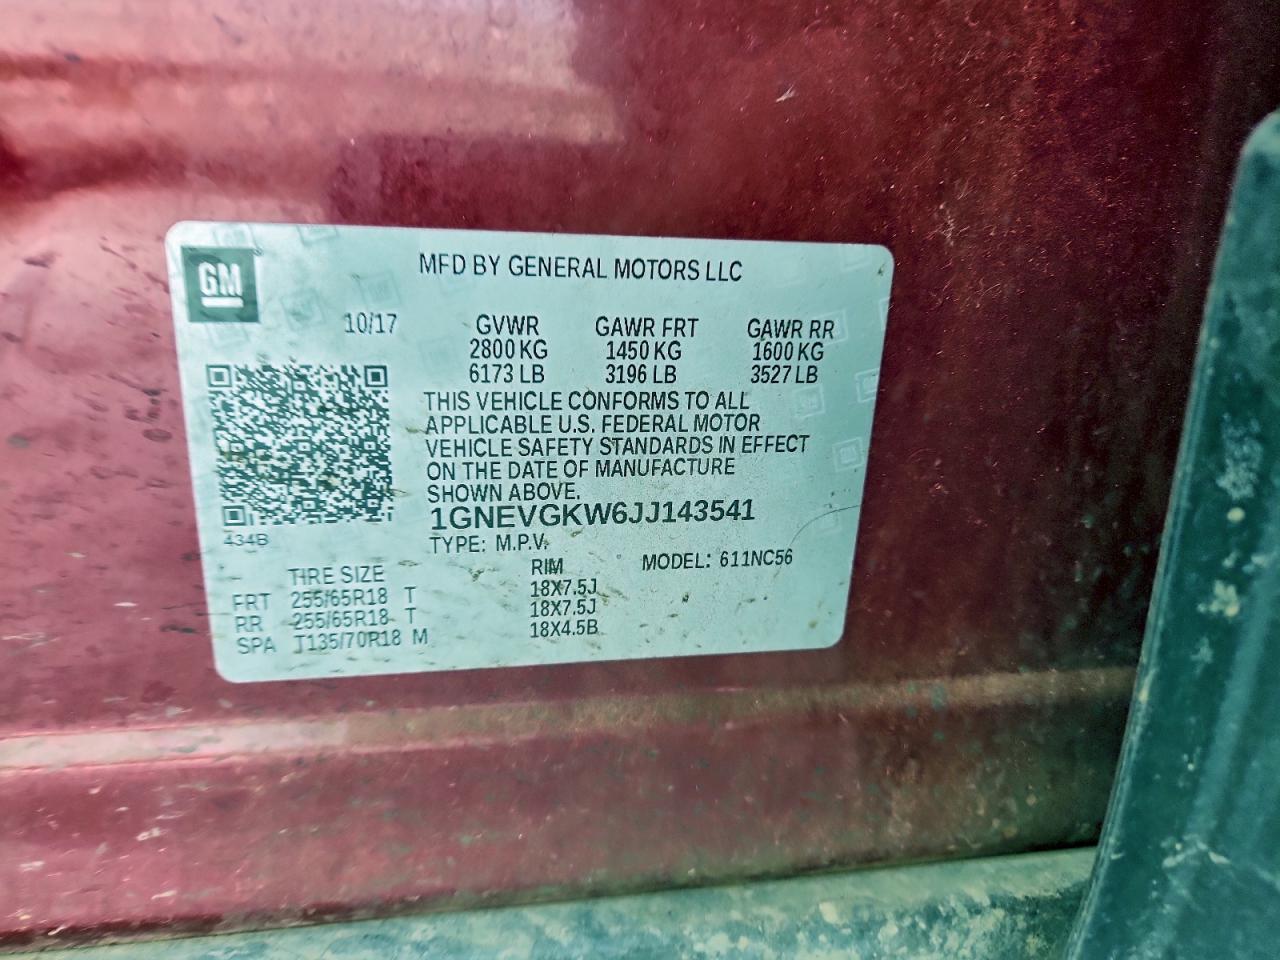 GM
MFD BY GENERAL MOTORS LLC
10/17 GVWR GAWR FRT GAWR RR
2800 KG 1450 KG 1600 KG
6173 LB 3196 LB 3527 LB
THIS VEHICLE CONFORMS TO ALL
APPLICABLE U.S. FEDERAL MOTOR
VEHICLE SAFETY STANDARDS IN EFFECT
ON THE DATE OF MANUFACTURE
SHOWN ABOVE.
1GNEVGKW6JJ143541
434B
TYPE: M.P.V.
MODEL: 611NC56
TIRE SIZE RIM
FRT 255/65R18 T 18X7.5J
RR 255/65R18 T 18X7.5J
SPA T135/70R18 M 18X4.5B